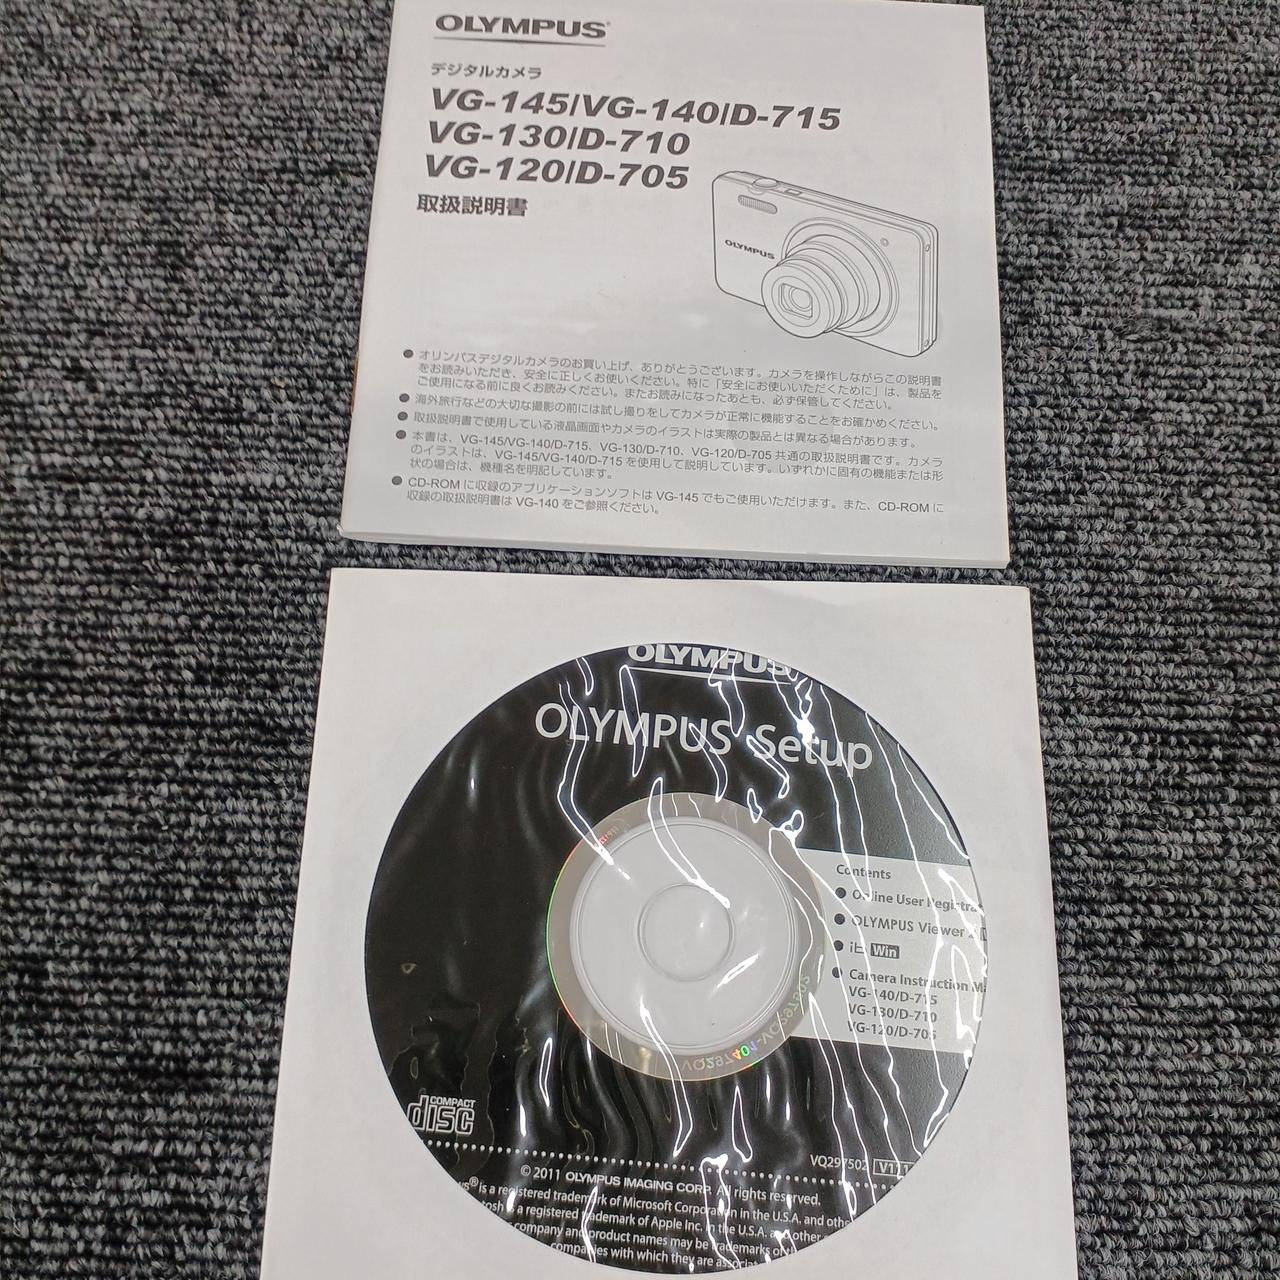 OLYMPUS
デジタルカメラ
VG-145/VG-140/D-715
VG-130/D-710
VG-120/D-705
取扱説明書
OLYMPUS
● オリンパスデジタルカメラのお買い上げ、ありがとうございます。カメラを操作しながらこの説明書
をお読みいただき、安全に正しくお使いください。特に「安全にお使いいただくために」は、製品を
ご使用になる前に良くお読みください。またお読みになったあとも、必ず保管してください。
● 海外旅行などの大切な撮影の前には試し撮りをしてカメラが正常に機能することをお確かめください。
● 取扱説明書で使用している液晶画面やカメラのイラストは実際の製品とは異なる場合があります。
● 本書は、VG-145/VG-140/D-715、VG-130/D-710、VG-120/D-705 共通の取扱説明書です。カメラ
のイラストは、VG-145/VG-140/D-715 を使用して説明しています。いずれかに固有の機能または形
状の場合は、機種名を明記しています。
● CD-ROM に収録のアプリケーションソフトは VG-145 でもご使用いただけます。また、CD-ROM に
収録の取扱説明書は VG-140 をご参照ください。
OLYMPUS
OLYMPUS Setup
Contents
● Online User Registra
● OLYMPUS Viewer 2
● ib Win
● Camera Instruction M
VG-140/D-715
VG-130/D-710
VG-120/D-705
VQ297401-VQ297502
COMPACT
disc
VQ297502
© 2011 OLYMPUS IMAGING CORP. All rights reserved.
ws® is a registered trademark of Microsoft Corporation in the U.S.A. and othe
tosh is a registered trademark of Apple Inc. in the U.S.A. and other
company and product names may be trademarks or
companies with which they are associat